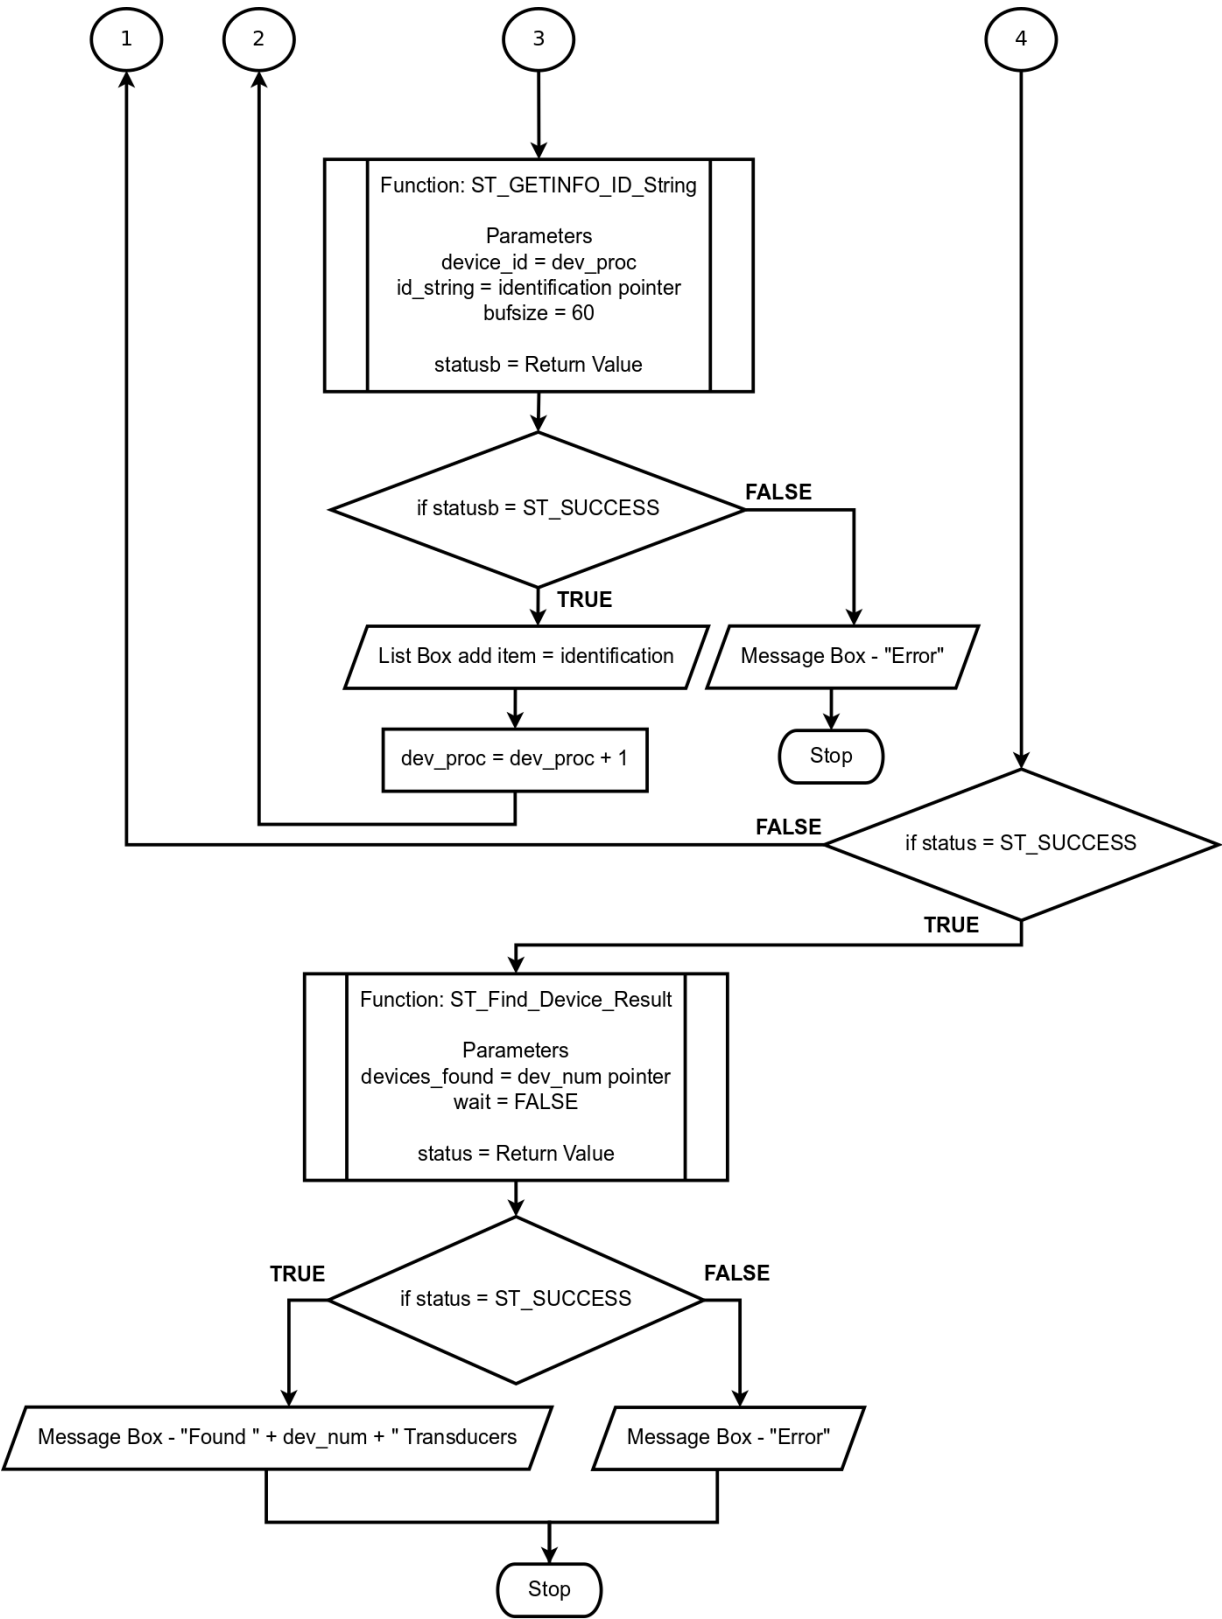 1
2
3
4
Function: ST_GETINFO_ID_String
Parameters
device_id = dev_proc
id_string = identification pointer
bufsize = 60
statusb = Return Value
if statusb = ST_SUCCESS
FALSE
TRUE
List Box add item = identification
Message Box - "Error"
dev_proc = dev_proc + 1
Stop
FALSE
if status = ST_SUCCESS
TRUE
Function: ST_Find_Device_Result
Parameters
devices_found = dev_num pointer
wait = FALSE
status = Return Value
TRUE
FALSE
if status = ST_SUCCESS
Message Box - "Found " + dev_num + " Transducers
Message Box - "Error"
Stop